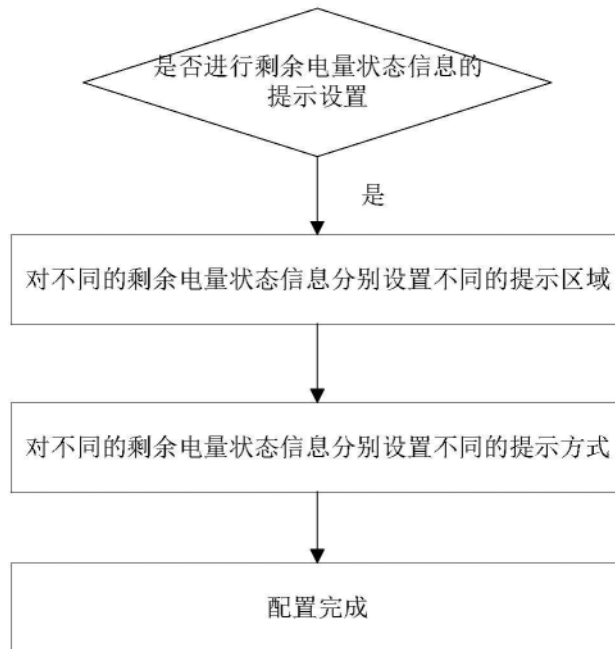 是否进行剩余电量状态信息的
提示设置
是
对不同的剩余电量状态信息分别设置不同的提示区域
对不同的剩余电量状态信息分别设置不同的提示方式
配置完成